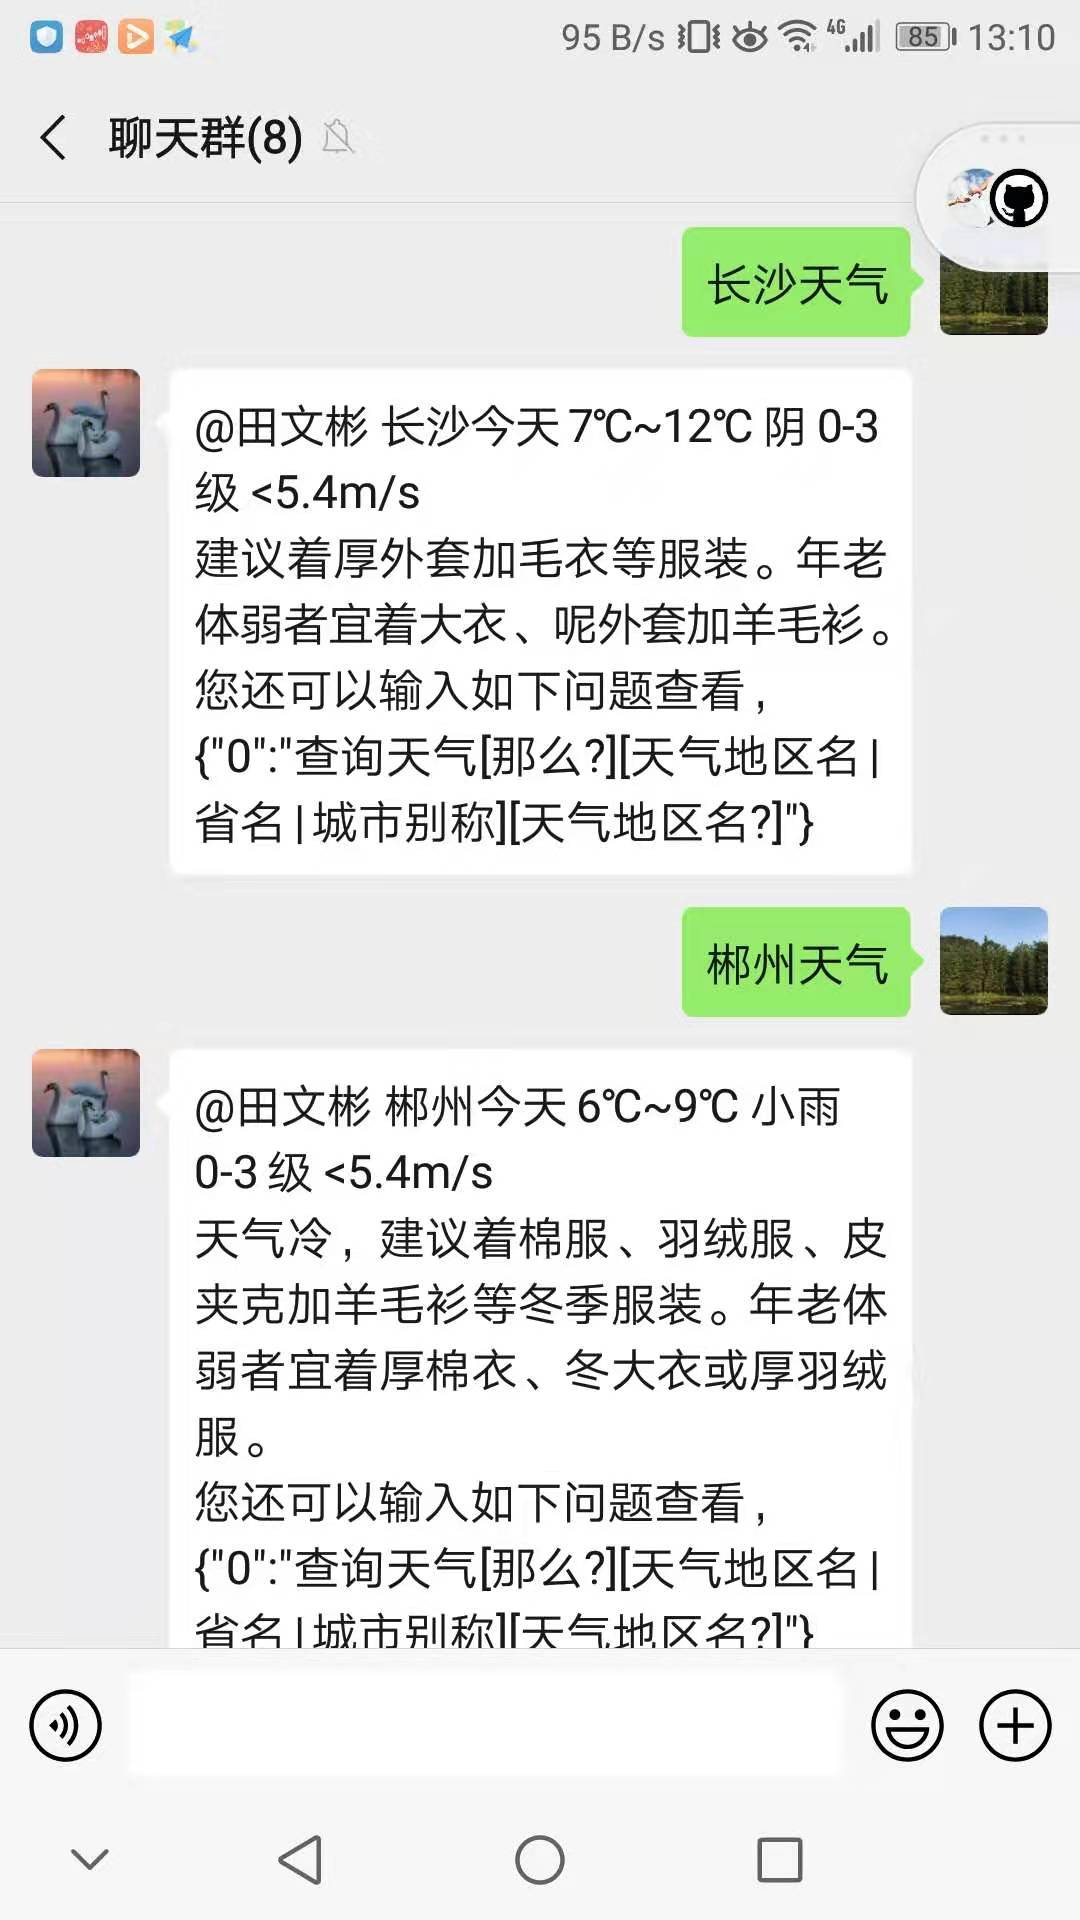 95 B/s 4G 85 13:10
聊天群(8)
长沙天气
@田文彬 长沙今天7℃~12℃ 阴 0-3
级 <5.4m/s
建议着厚外套加毛衣等服装。年老
体弱者宜着大衣、呢外套加羊毛衫。
您还可以输入如下问题查看，
{"0":"查询天气[那么?][天气地区名|
省名|城市别称][天气地区名?]"}
郴州天气
@田文彬 郴州今天6℃~9℃ 小雨
0-3 级 <5.4m/s
天气冷，建议着棉服、羽绒服、皮
夹克加羊毛衫等冬季服装。年老体
弱者宜着厚棉衣、冬大衣或厚羽绒
服。
您还可以输入如下问题查看，
{"0":"查询天气[那么?][天气地区名|
省名|城市别称][天气地区名?]"}